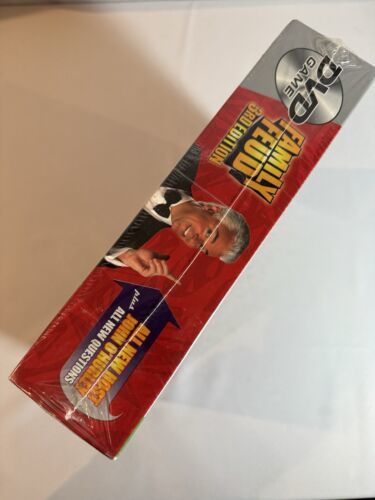 DVD
GAME
FAMILY
FEUD
3RD EDITION
ALL NEW HOST
JOHN O'HURLEY
plus
ALL NEW QUESTIONS